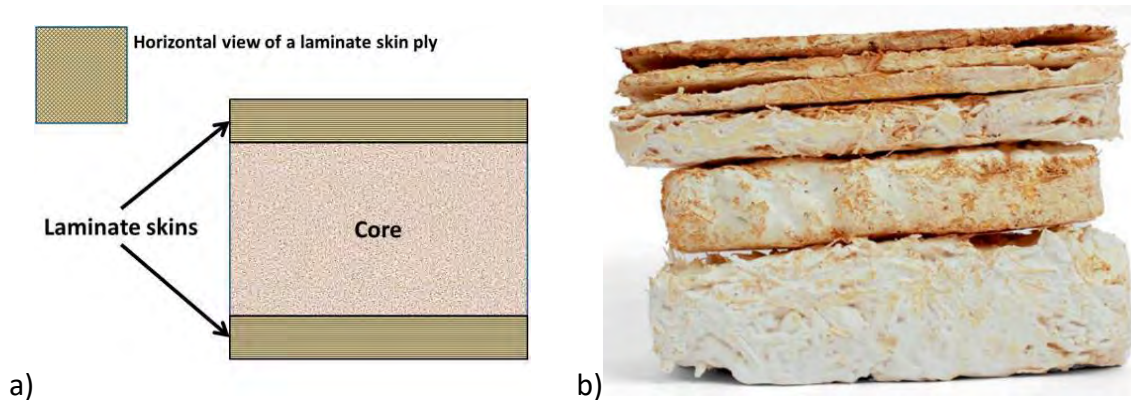 Horizontal view of a laminate skin ply
Laminate skins
Core
a)
b)